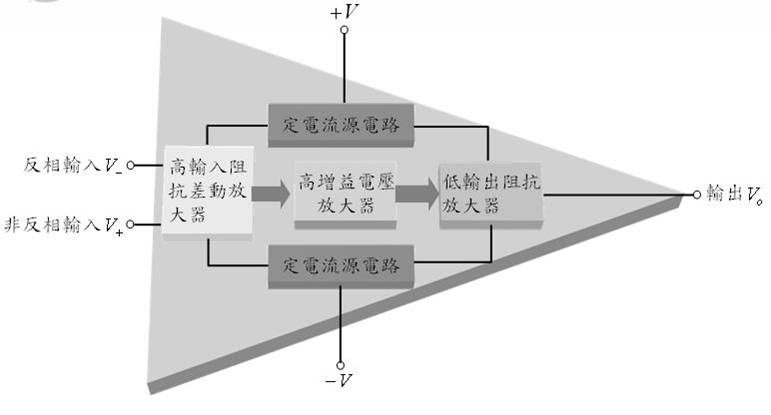 +V
定電流源電路
反相輸入V₋
高輸入阻
抗差動放
大器
高增益電壓
放大器
低輸出阻抗
放大器
輸出Vₒ
非反相輸入V₊
定電流源電路
−V